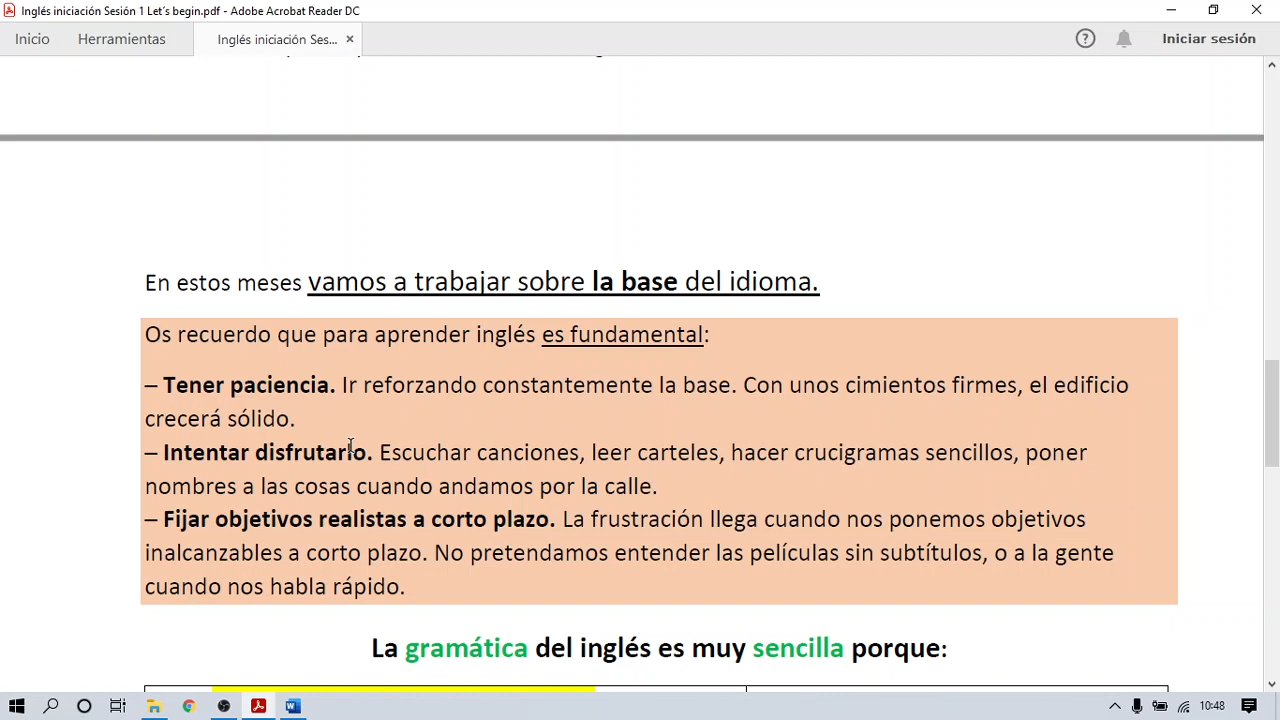 Inglés iniciación Sesión 1 Let´s begin.pdf - Adobe Acrobat Reader DC
Inicio Herramientas Inglés iniciación Ses... × Iniciar sesión
En estos meses vamos a trabajar sobre la base del idioma.
Os recuerdo que para aprender inglés es fundamental:
– Tener paciencia. Ir reforzando constantemente la base. Con unos cimientos firmes, el edificio
crecerá sólido.
– Intentar disfrutarlo. Escuchar canciones, leer carteles, hacer crucigramas sencillos, poner
nombres a las cosas cuando andamos por la calle.
– Fijar objetivos realistas a corto plazo. La frustración llega cuando nos ponemos objetivos
inalcanzables a corto plazo. No pretendamos entender las películas sin subtítulos, o a la gente
cuando nos habla rápido.
La gramática del inglés es muy sencilla porque:
10:48